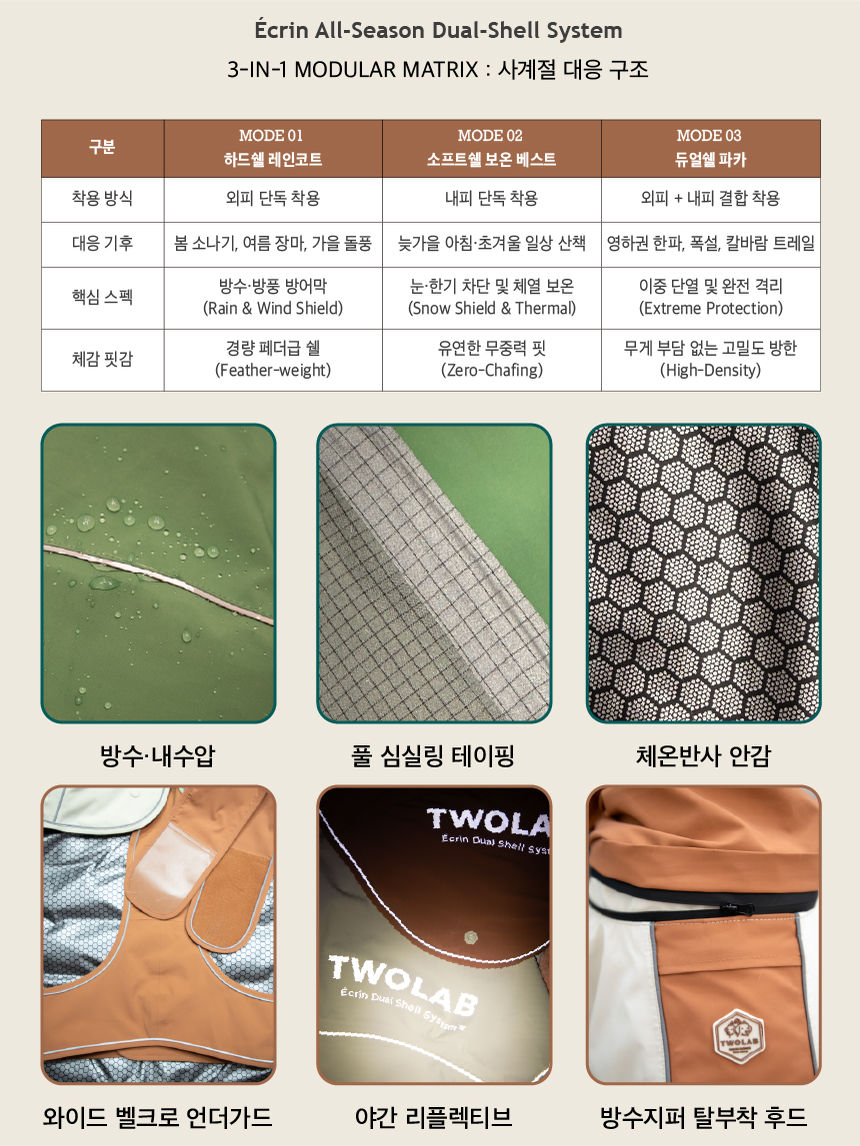 Écrin All-Season Dual-Shell System
3-IN-1 MODULAR MATRIX : 사계절 대응 구조
구분
MODE 01
하드쉘 레인코트
MODE 02
소프트쉘 보온 베스트
MODE 03
듀얼쉘 파카
착용 방식
외피 단독 착용
내피 단독 착용
외피 + 내피 결합 착용
대응 기후
봄 소나기, 여름 장마, 가을 돌풍
늦가을 아침·초겨울 일상 산책
영하권 한파, 폭설, 칼바람 트레일
핵심 스펙
방수·방풍 방어막
(Rain & Wind Shield)
눈·한기 차단 및 체열 보온
(Snow Shield & Thermal)
이중 단열 및 완전 격리
(Extreme Protection)
체감 핏감
경량 페더급 쉘
(Feather-weight)
유연한 무중력 핏
(Zero-Chafing)
무게 부담 없는 고밀도 방한
(High-Density)
방수·내수압
풀 심실링 테이핑
체온반사 안감
TWOLA
Écrin Dual Shell Syst
TWOLAB
Écrin Dual Shell System
TWOLAB
와이드 벨크로 언더가드
야간 리플렉티브
방수지퍼 탈부착 후드